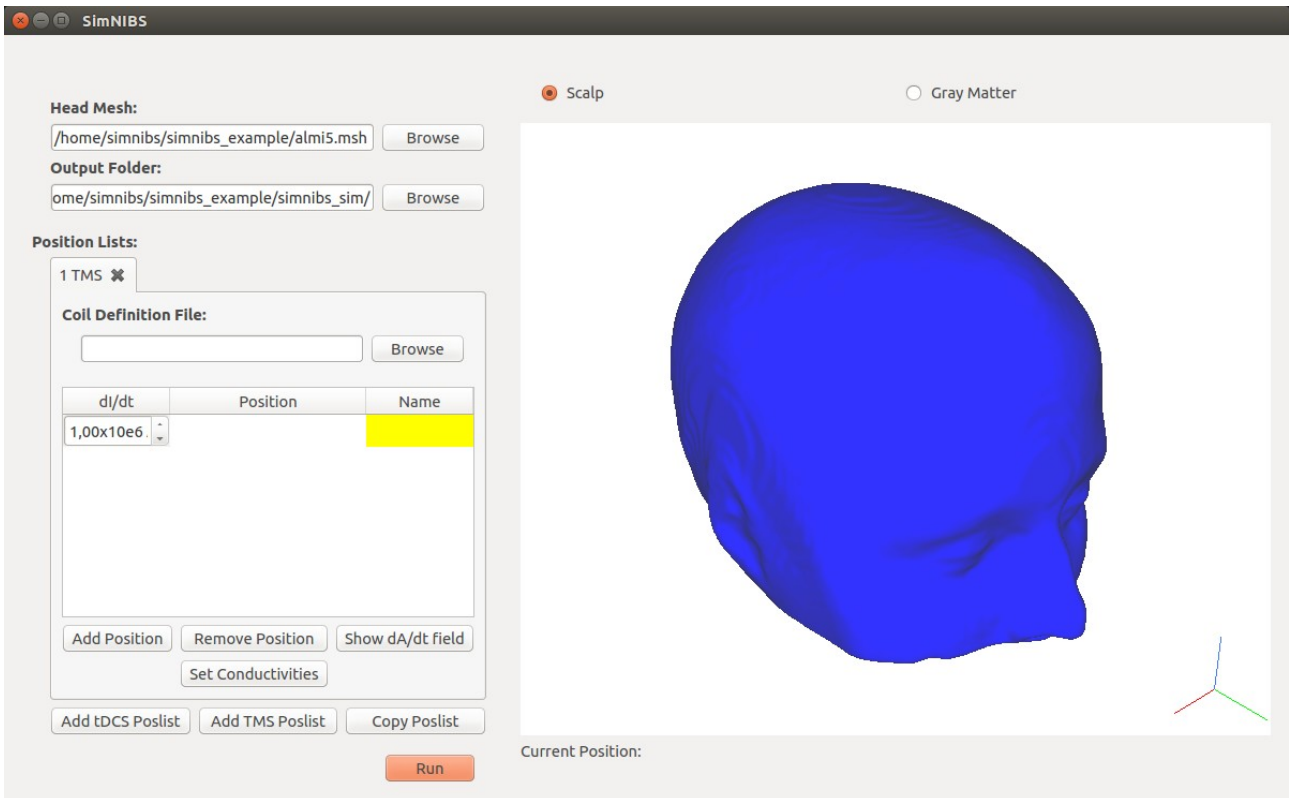 SimNIBS
Scalp
Gray Matter
Head Mesh:
/home/simnibs/simnibs_example/almi5.msh
Browse
Output Folder:
ome/simnibs/simnibs_example/simnibs_sim/
Browse
Position Lists:
1 TMS
Coil Definition File:
Browse
dI/dt
Position
Name
1,00x10e6
Add Position
Remove Position
Show dA/dt field
Set Conductivities
Add tDCS Poslist
Add TMS Poslist
Copy Poslist
Current Position:
Run